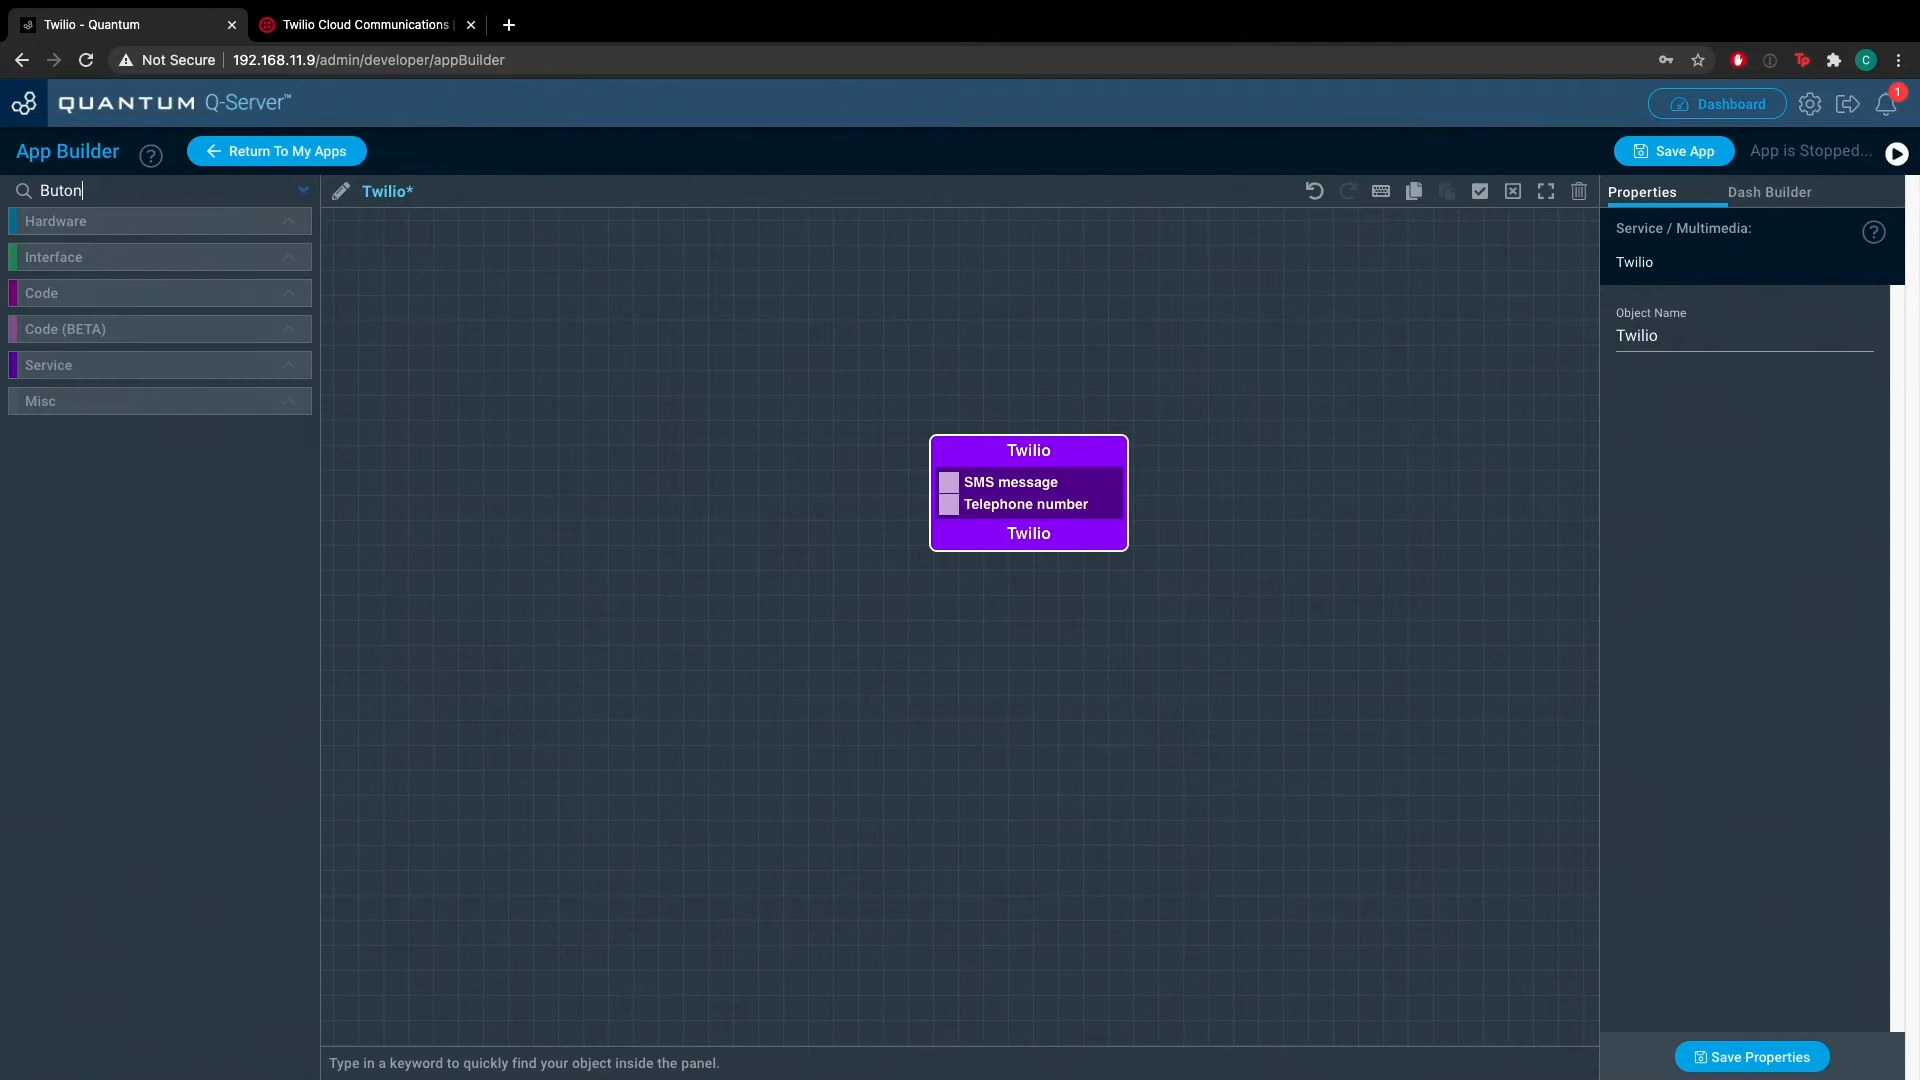 Twilio - Quantum
Twilio Cloud Communications
Not Secure
192.168.11.9/admin/developer/appBuilder
Tp
C
QUANTUM Q-Server™
Dashboard
1
App Builder
?
Return To My Apps
Save App
App is Stopped...
Buton
Twilio*
Properties
Dash Builder
Hardware
Interface
Code
Code (BETA)
Service
Misc
Service / Multimedia:
?
Twilio
Object Name
Twilio
Twilio
SMS message
Telephone number
Twilio
Type in a keyword to quickly find your object inside the panel.
Save Properties